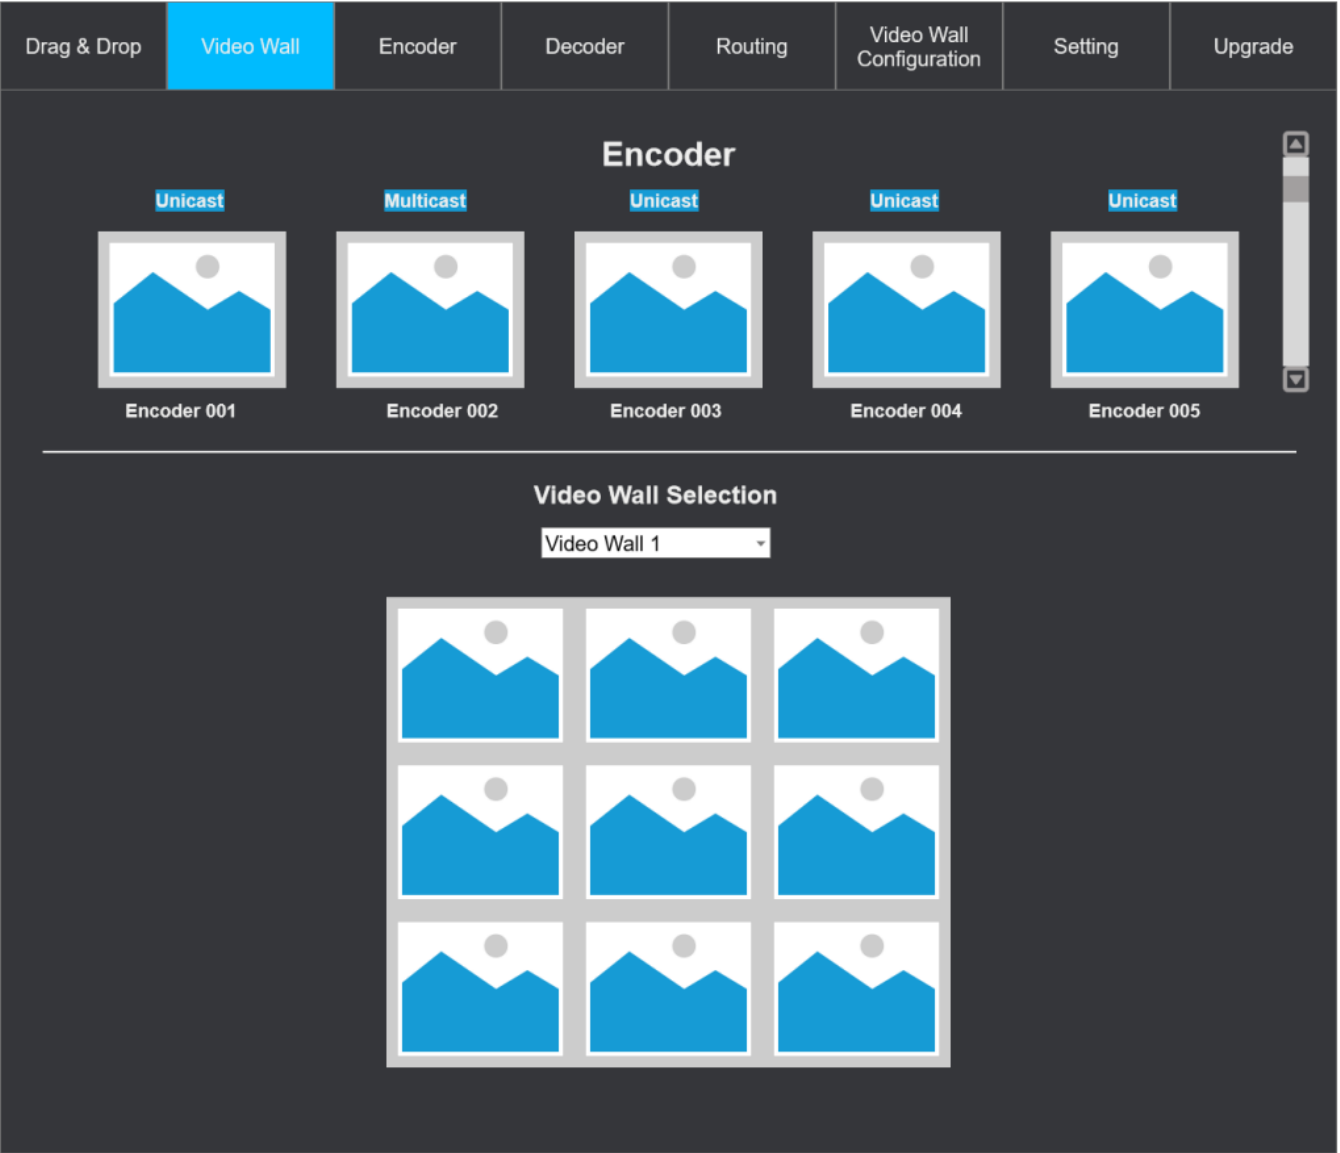 Drag & Drop
Video Wall
Encoder
Decoder
Routing
Video Wall
Configuration
Setting
Upgrade
Encoder
Unicast
Multicast
Unicast
Unicast
Unicast
Encoder 001
Encoder 002
Encoder 003
Encoder 004
Encoder 005
Video Wall Selection
Video Wall 1